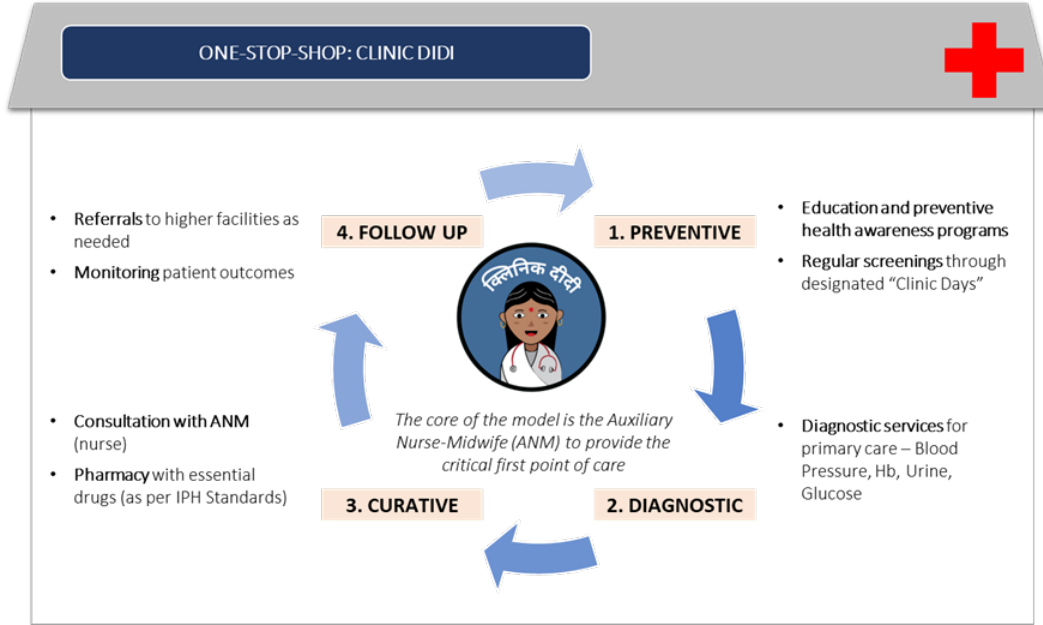 ONE-STOP-SHOP: CLINIC DIDI
• Referrals to higher facilities as
needed
• Monitoring patient outcomes
4. FOLLOW UP
1. PREVENTIVE
• Education and preventive
health awareness programs
• Regular screenings through
designated “Clinic Days”
क्लिनिक दीदी
• Consultation with ANM
(nurse)
• Pharmacy with essential
drugs (as per IPH Standards)
The core of the model is the Auxiliary
Nurse-Midwife (ANM) to provide the
critical first point of care
• Diagnostic services for
primary care – Blood
Pressure, Hb, Urine,
Glucose
3. CURATIVE
2. DIAGNOSTIC